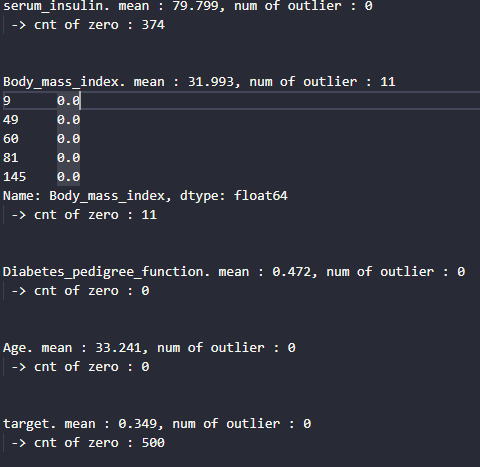 serum_insulin. mean : 79.799, num of outlier : 0
-> cnt of zero : 374
Body_mass_index. mean : 31.993, num of outlier : 11
9 0.0
49 0.0
60 0.0
81 0.0
145 0.0
Name: Body_mass_index, dtype: float64
-> cnt of zero : 11
Diabetes_pedigree_function. mean : 0.472, num of outlier : 0
-> cnt of zero : 0
Age. mean : 33.241, num of outlier : 0
-> cnt of zero : 0
target. mean : 0.349, num of outlier : 0
-> cnt of zero : 500